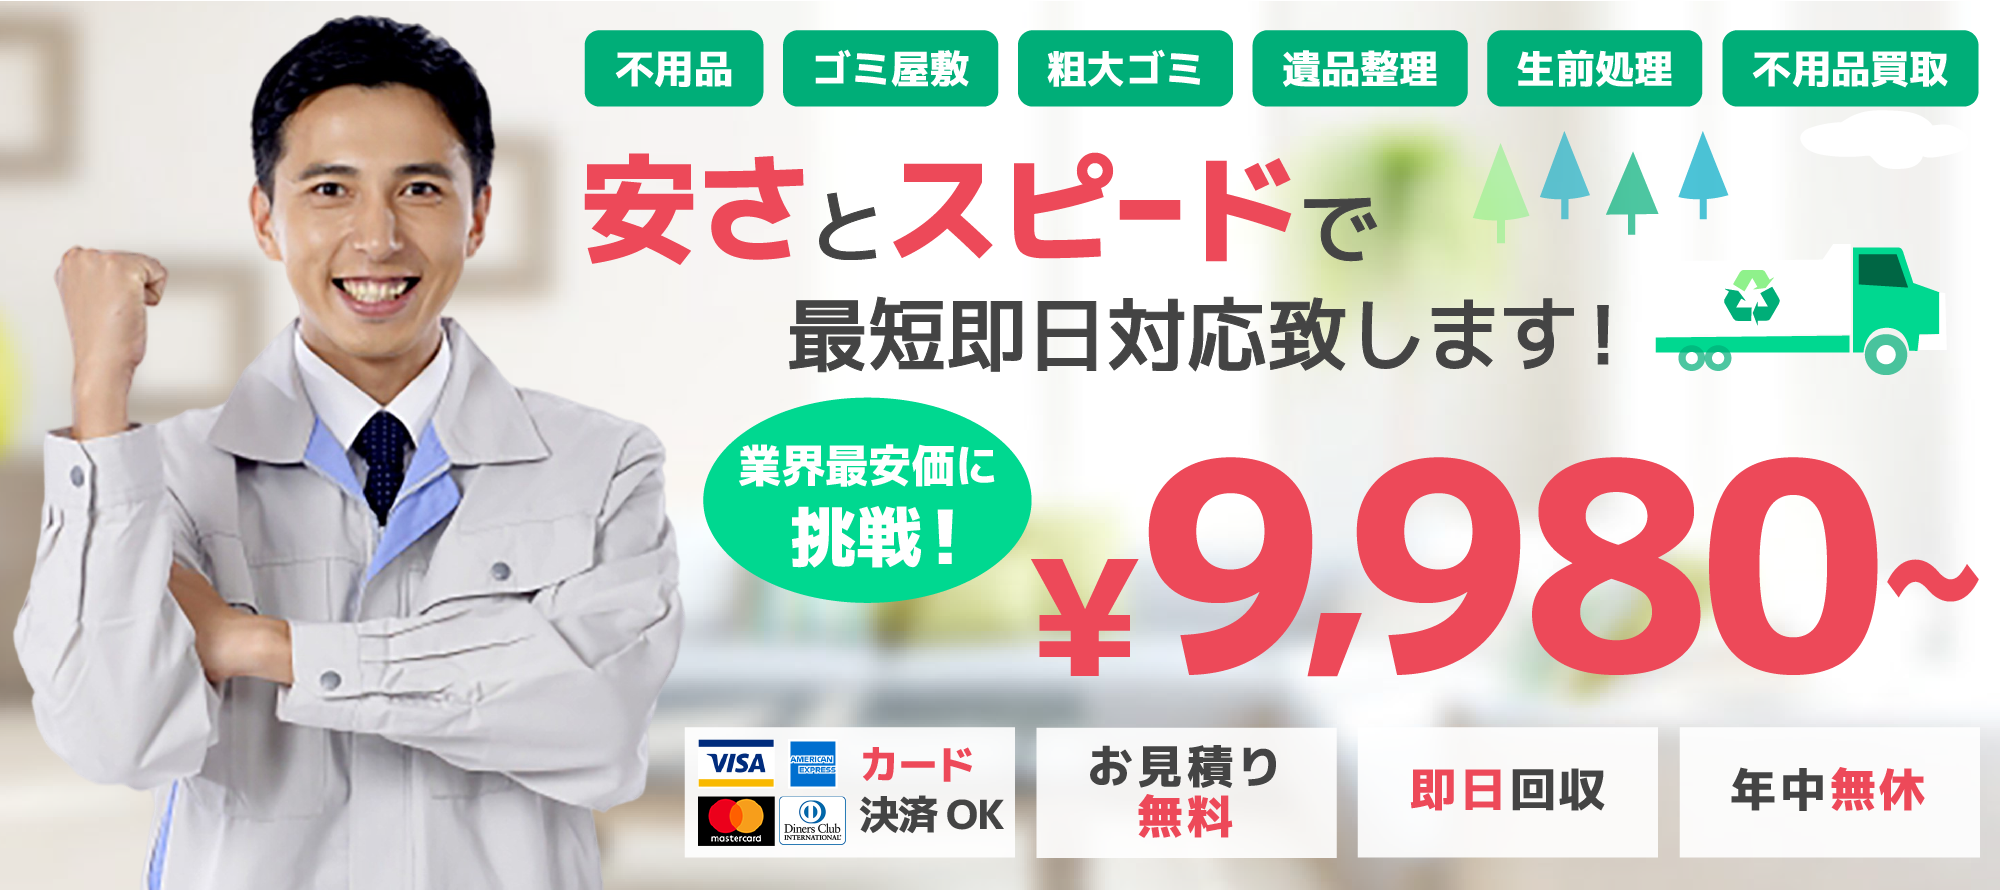 不用品
ゴミ屋敷
粗大ゴミ
遺品整理
生前処理
不用品買取
安さとスピードで
最短即日対応致します!
業界最安価に
挑戦!
¥9,980~
VISA
AMERICAN
EXPRESS
mastercard
Diners Club
INTERNATIONAL
カード
決済OK
お見積り
無料
即日回収
年中無休